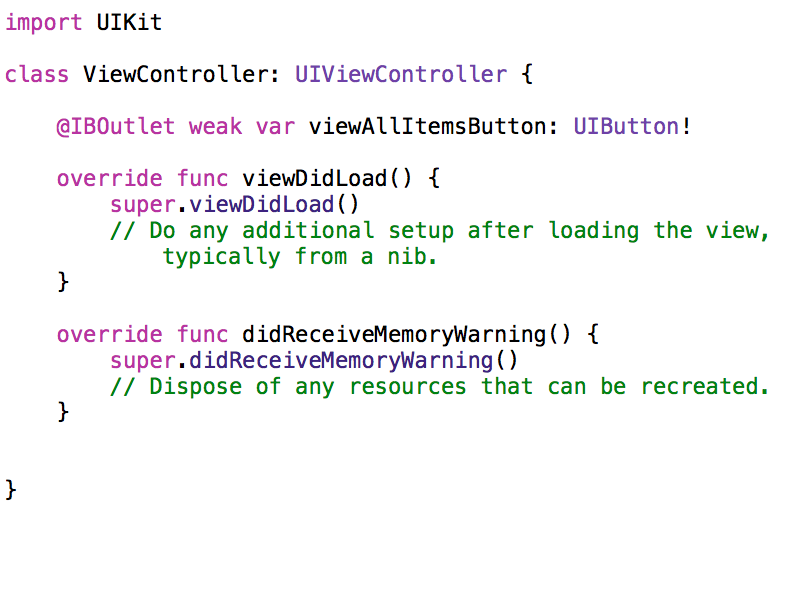 import UIKit
class ViewController: UIViewController {
@IBOutlet weak var viewAllItemsButton: UIButton!
override func viewDidLoad() {
super.viewDidLoad()
// Do any additional setup after loading the view,
typically from a nib.
}
override func didReceiveMemoryWarning() {
super.didReceiveMemoryWarning()
// Dispose of any resources that can be recreated.
}
}